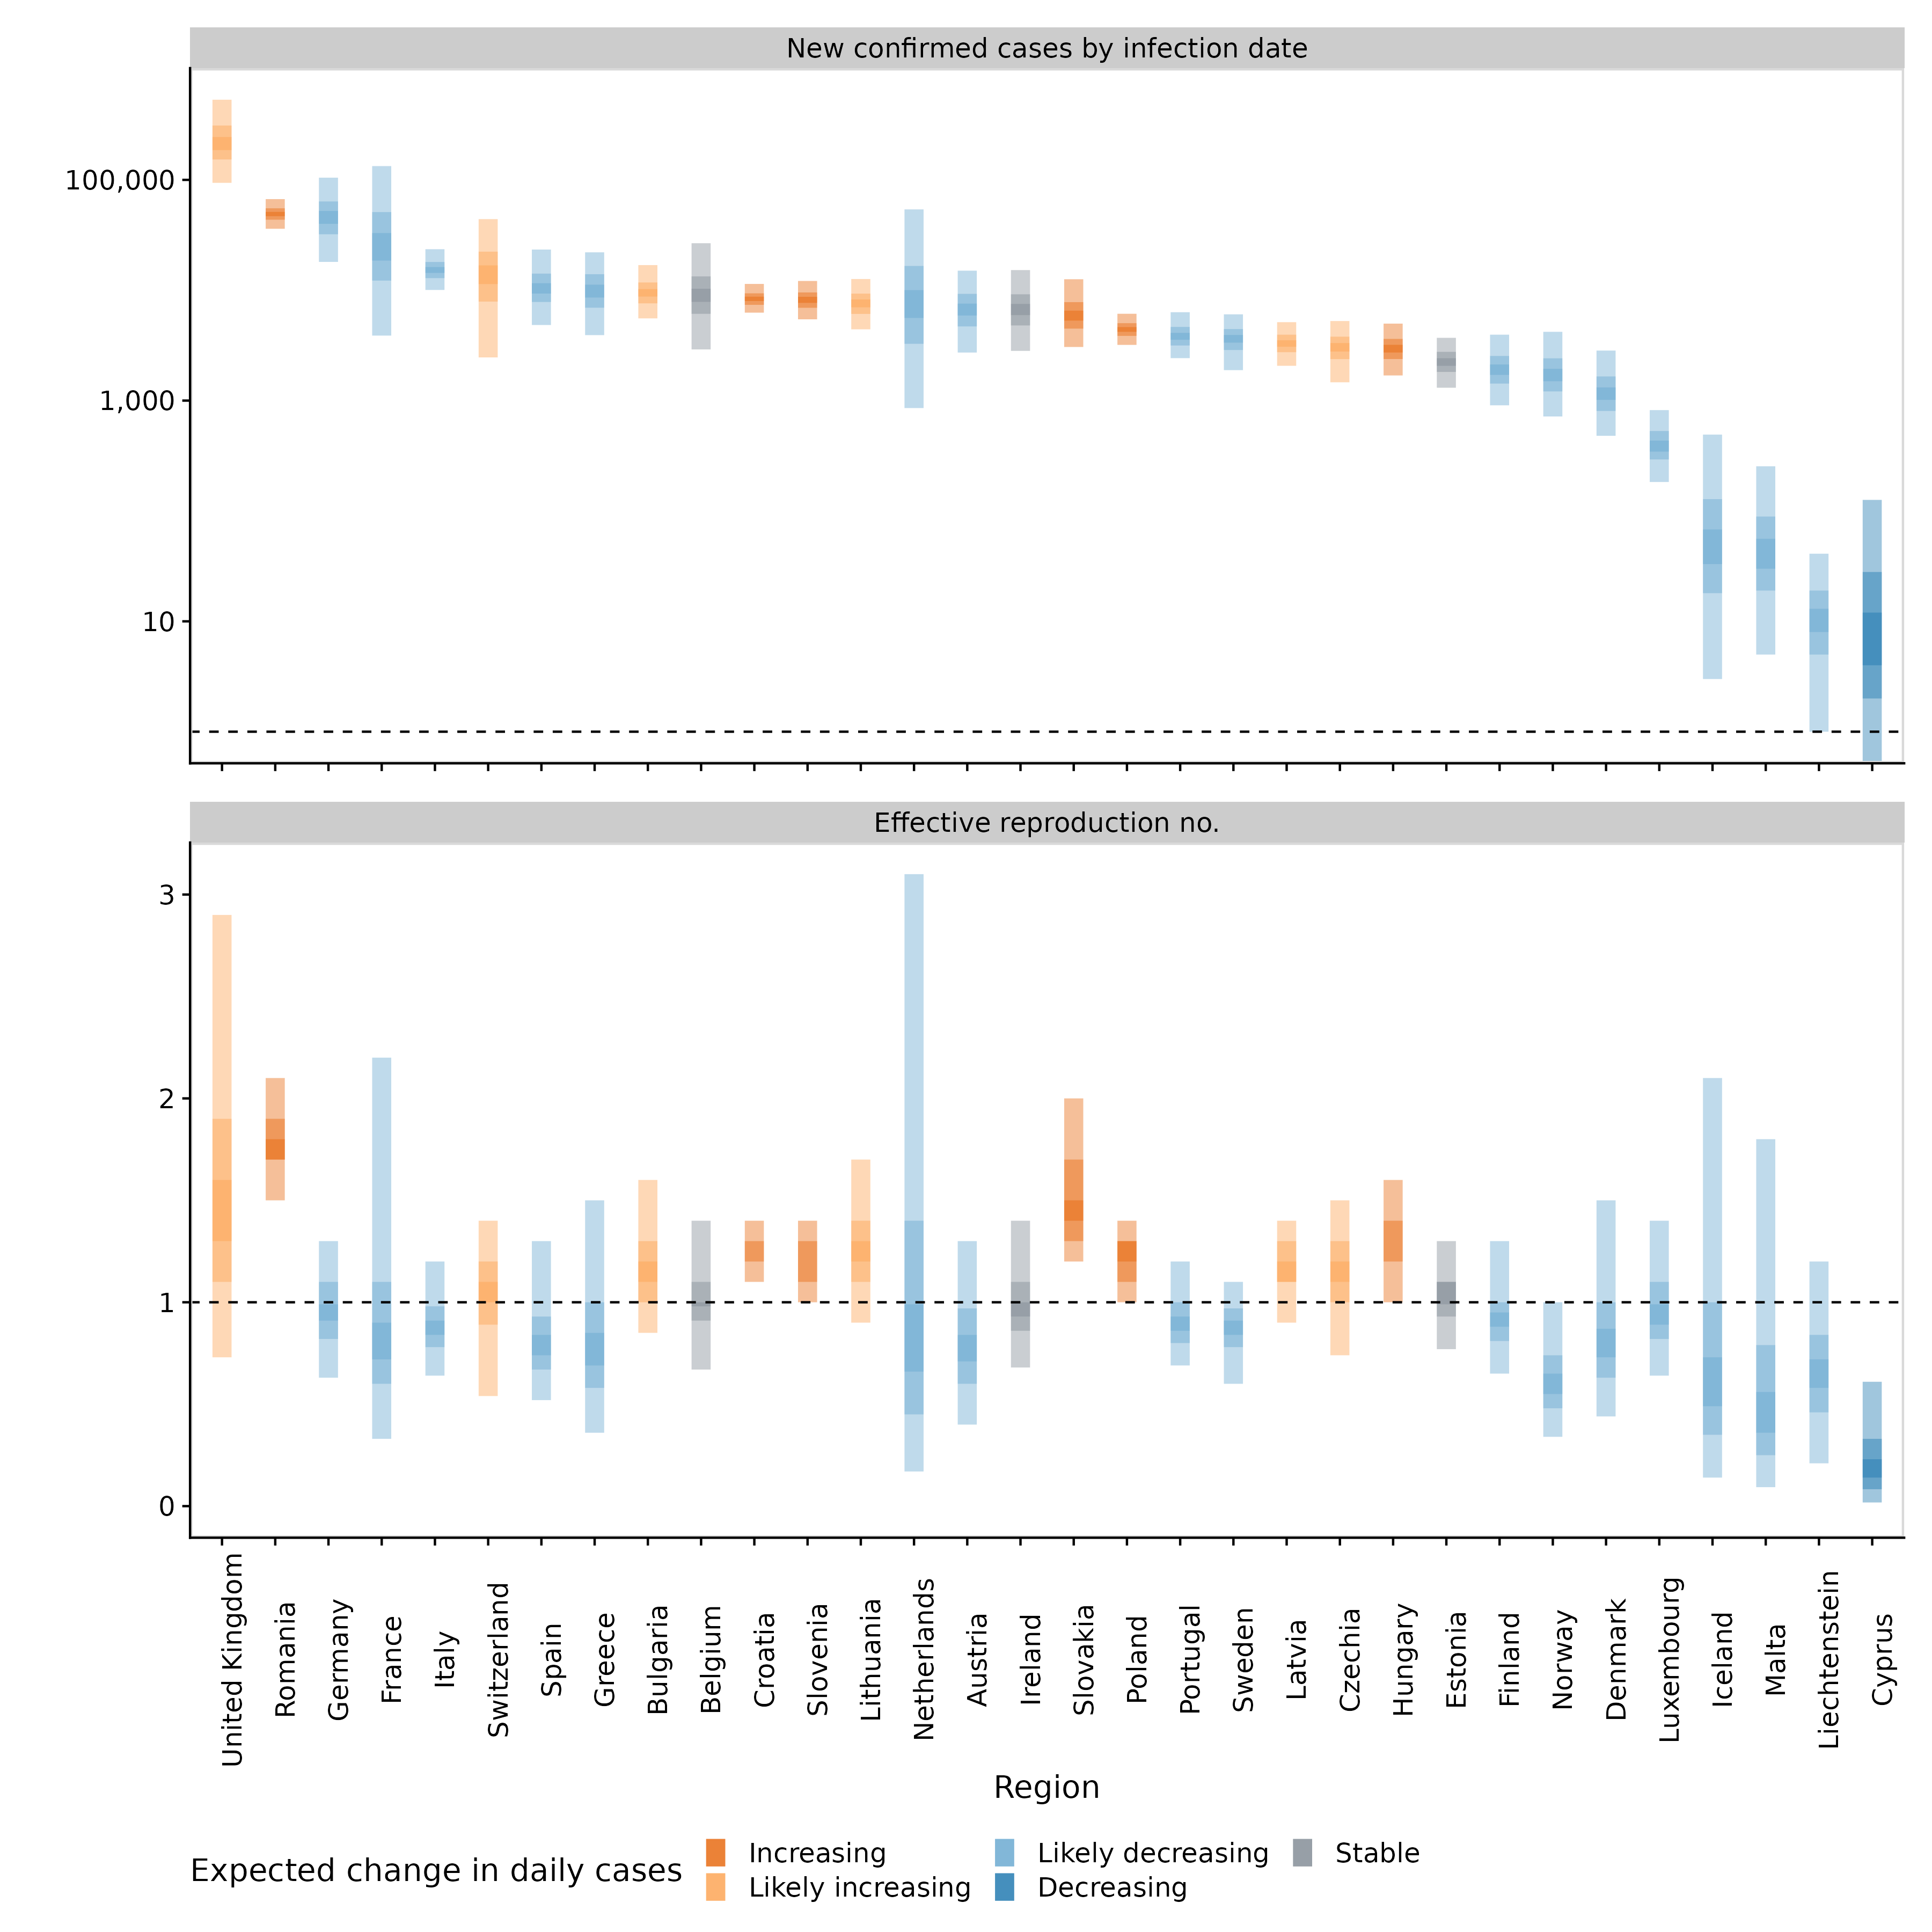 New confirmed cases by infection date
100,000
1,000
10
Effective reproduction no.
3
2
1
0
United Kingdom
Romania
Germany
France
Italy
Switzerland
Spain
Greece
Bulgaria
Belgium
Croatia
Slovenia
Lithuania
Netherlands
Austria
Ireland
Slovakia
Poland
Portugal
Sweden
Latvia
Czechia
Hungary
Estonia
Finland
Norway
Denmark
Luxembourg
Iceland
Malta
Liechtenstein
Cyprus
Region
Expected change in daily cases
Increasing
Likely increasing
Likely decreasing
Decreasing
Stable